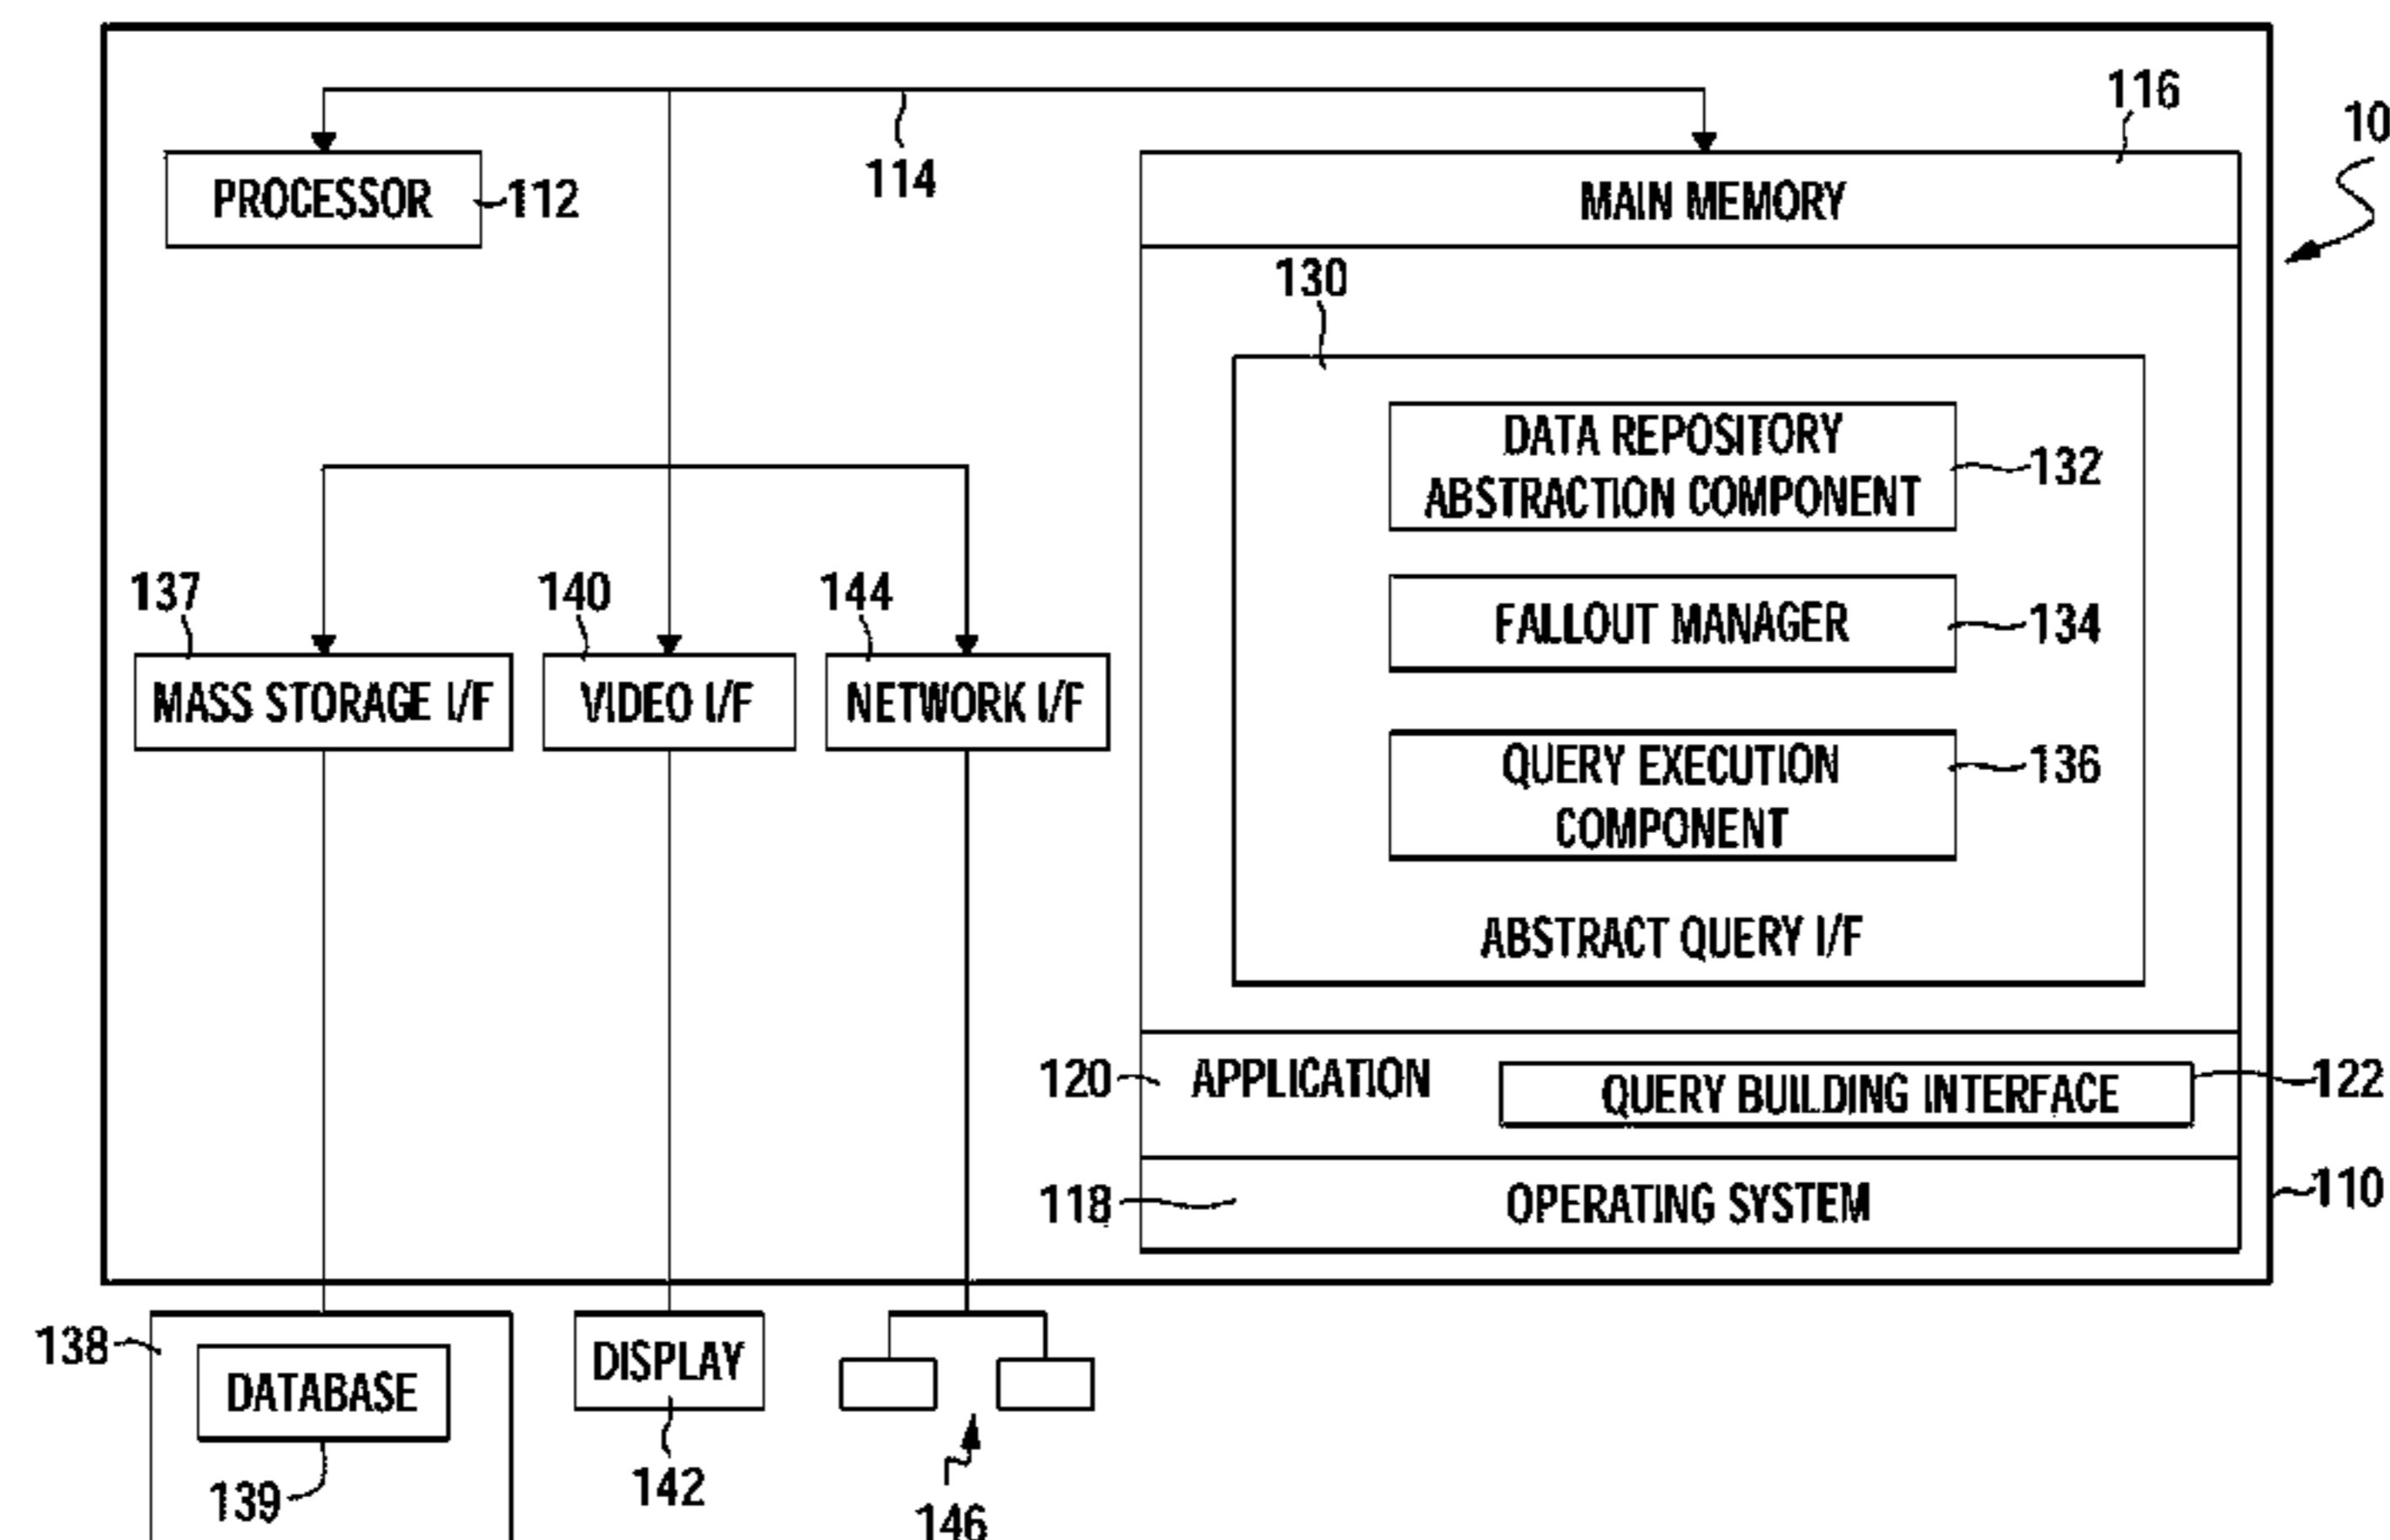 116
10
114
PROCESSOR
112
MAIN MEMORY
130
DATA REPOSITORY
ABSTRACTION COMPONENT
132
137
140
144
FALLOUT MANAGER
134
MASS STORAGE I/F
VIDEO I/F
NETWORK I/F
QUERY EXECUTION
COMPONENT
136
ABSTRACT QUERY I/F
120
APPLICATION
QUERY BUILDING INTERFACE
122
118
OPERATING SYSTEM
110
138
DATABASE
DISPLAY
139
142
146